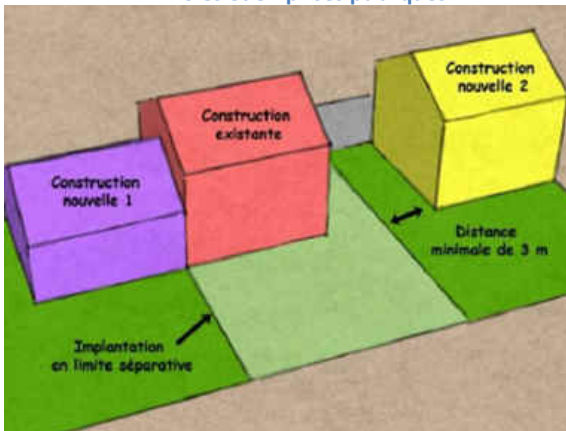 Construction
nouvelle 2
Construction
existante
Construction
nouvelle 1
Distance
minimale de 3 m
Implantation
en limite séparative